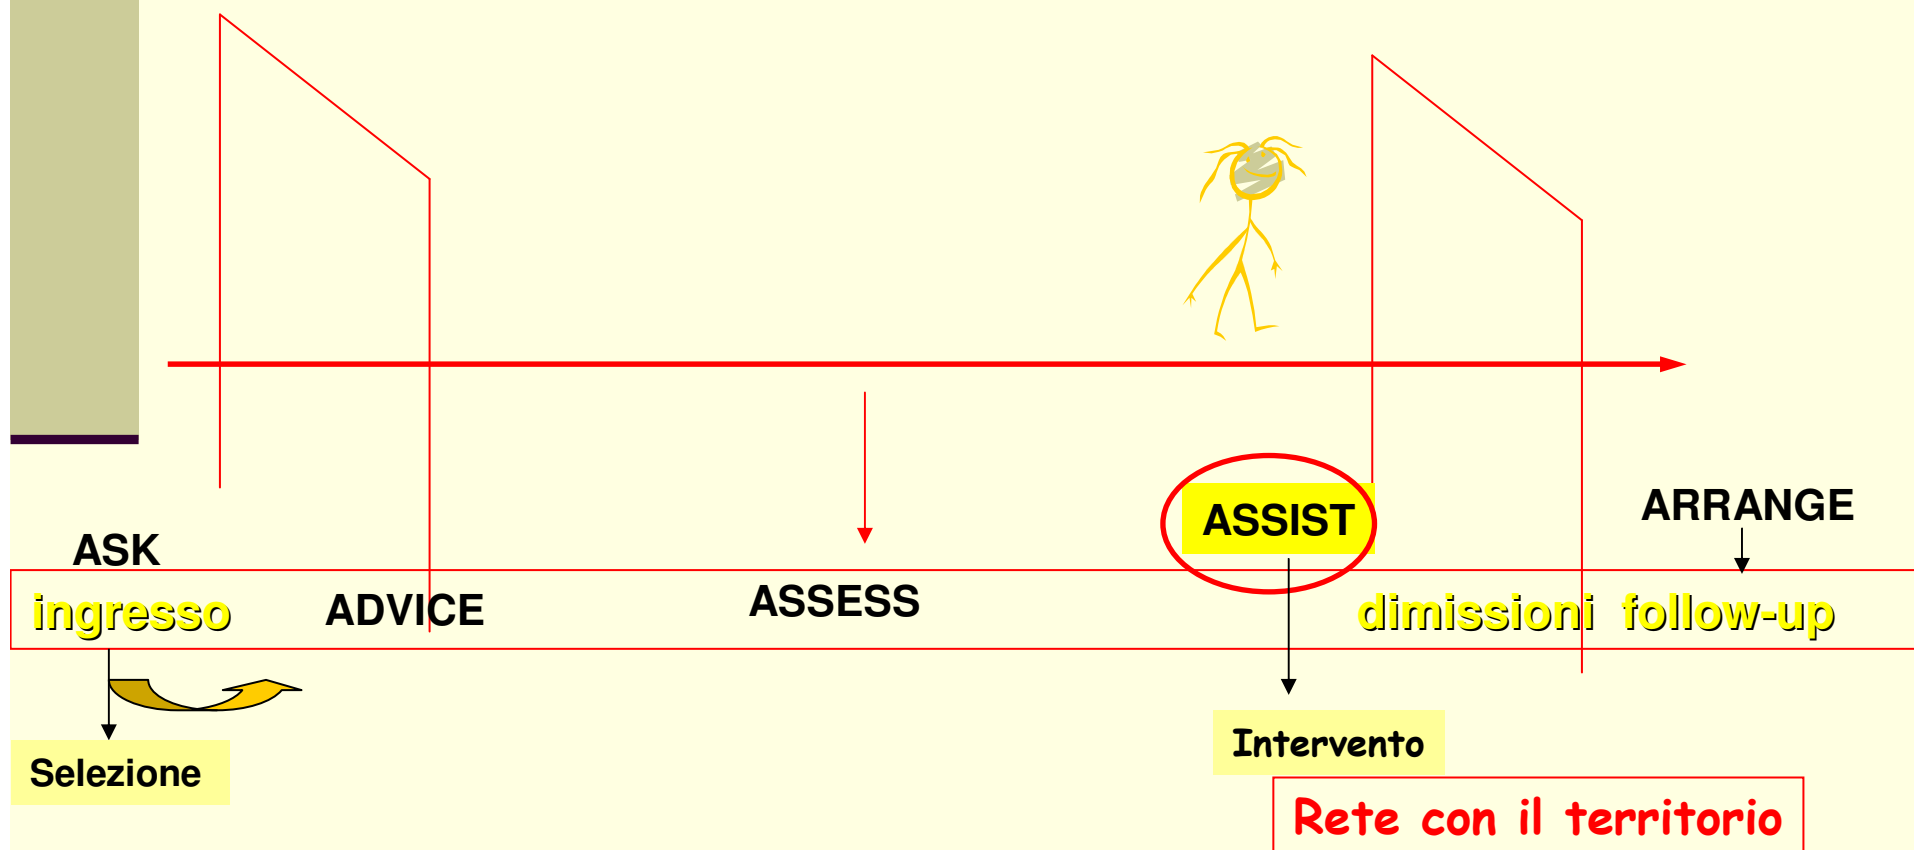 ASK
ASSIST
ARRANGE
ingresso ADVICE ASSESS dimissioni follow-up
Selezione
Intervento
Rete con il territorio